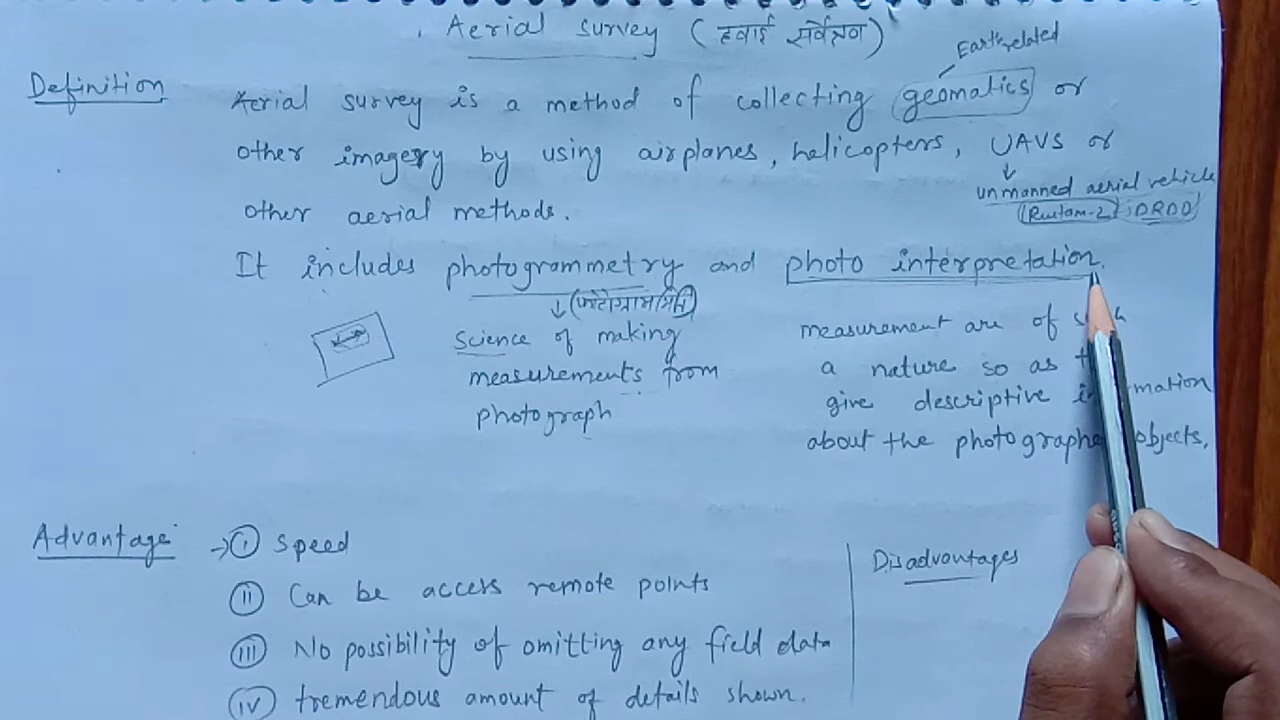 Aerial survey (हवाई सर्वेक्षण)
Earth related
Definition
Aerial survey is a method of collecting geomatics or
other imagery by using airplanes, helicopters, UAVS or
unmanned aerial vehicle
(Rustam-2) : DRDO
other aerial methods.
It includes photogrammetry and photo interpretation.
↓ (फोटोग्रामिति)
Science of making
measurements from
photograph
measurement are of
a nature so as
give descriptive
about the objects.
Advantage → (i) Speed
(ii) Can be access remote points
(iii) No possibility of omitting any field data
(iv) tremendous amount of details shown.
Disadvantages